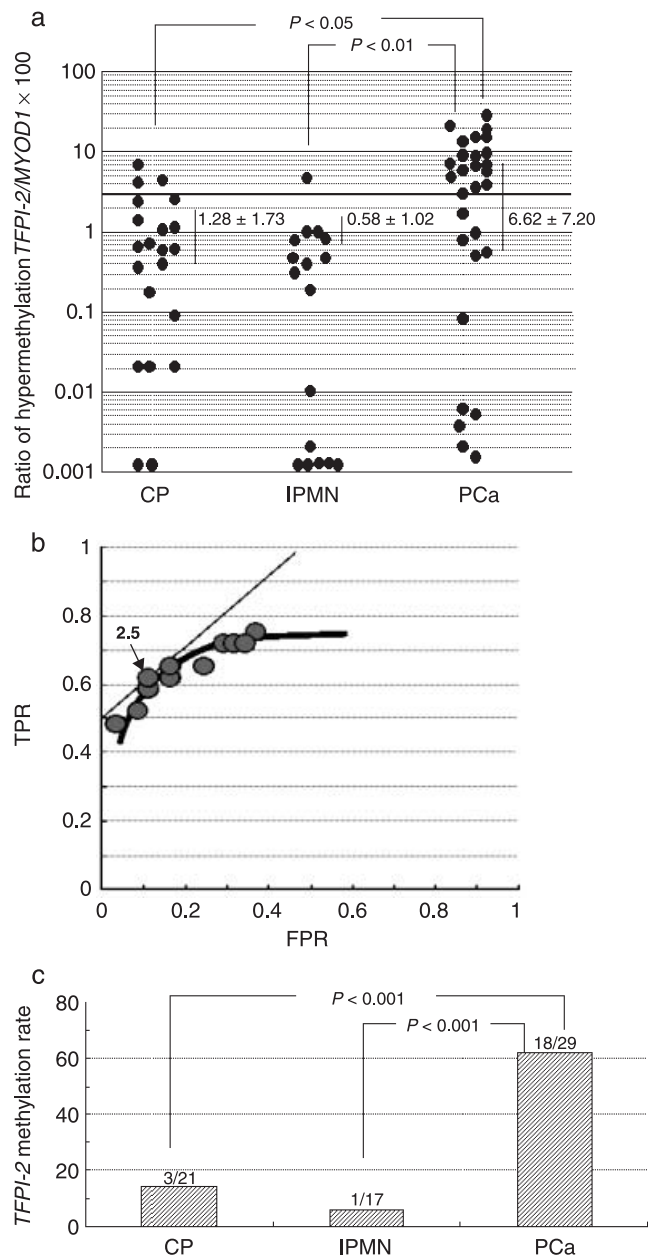 a
P < 0.05
P < 0.01
Ratio of hypermethylation TFPI-2/MYOD1 × 100
100
10
1
0.1
0.01
0.001
1.28 ± 1.73
0.58 ± 1.02
6.62 ± 7.20
CP IPMN PCa
b
TPR
1
0.8
0.6
0.4
0.2
0
2.5
0 0.2 0.4 0.6 0.8 1
FPR
c
TFPI-2 methylation rate
80
60
40
20
0
P < 0.001
P < 0.001
3/21
1/17
18/29
CP IPMN PCa